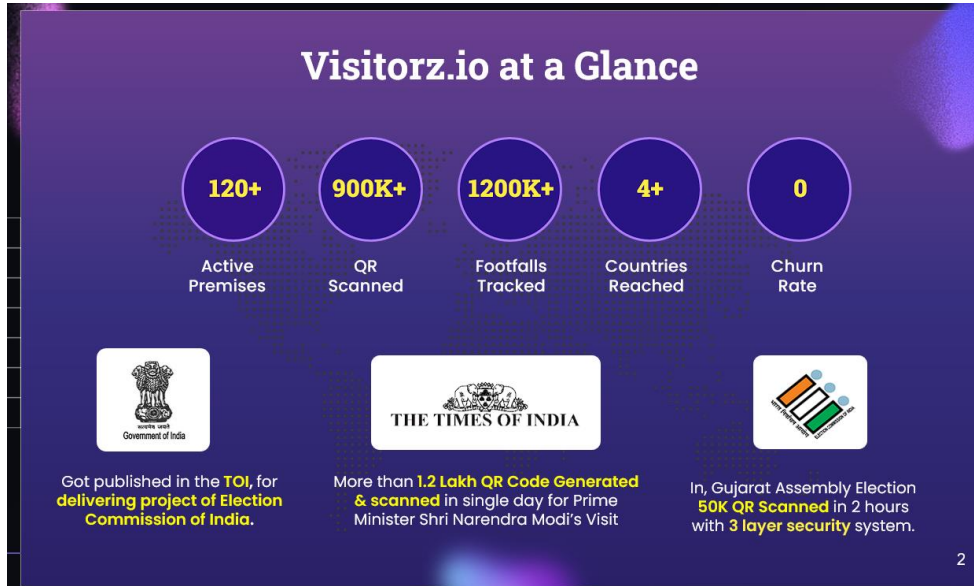 Visitorz.io at a Glance
120+
900K+
1200K+
4+
0
Active
Premises
QR
Scanned
Footfalls
Tracked
Countries
Reached
Churn
Rate
सत्यमेव जयते
Government of India
THE TIMES OF INDIA
Got published in the TOI, for
delivering project of Election
Commission of India.
More than 1.2 Lakh QR Code Generated
& scanned in single day for Prime
Minister Shri Narendra Modi's Visit
In, Gujarat Assembly Election
50K QR Scanned in 2 hours
with 3 layer security system.
2